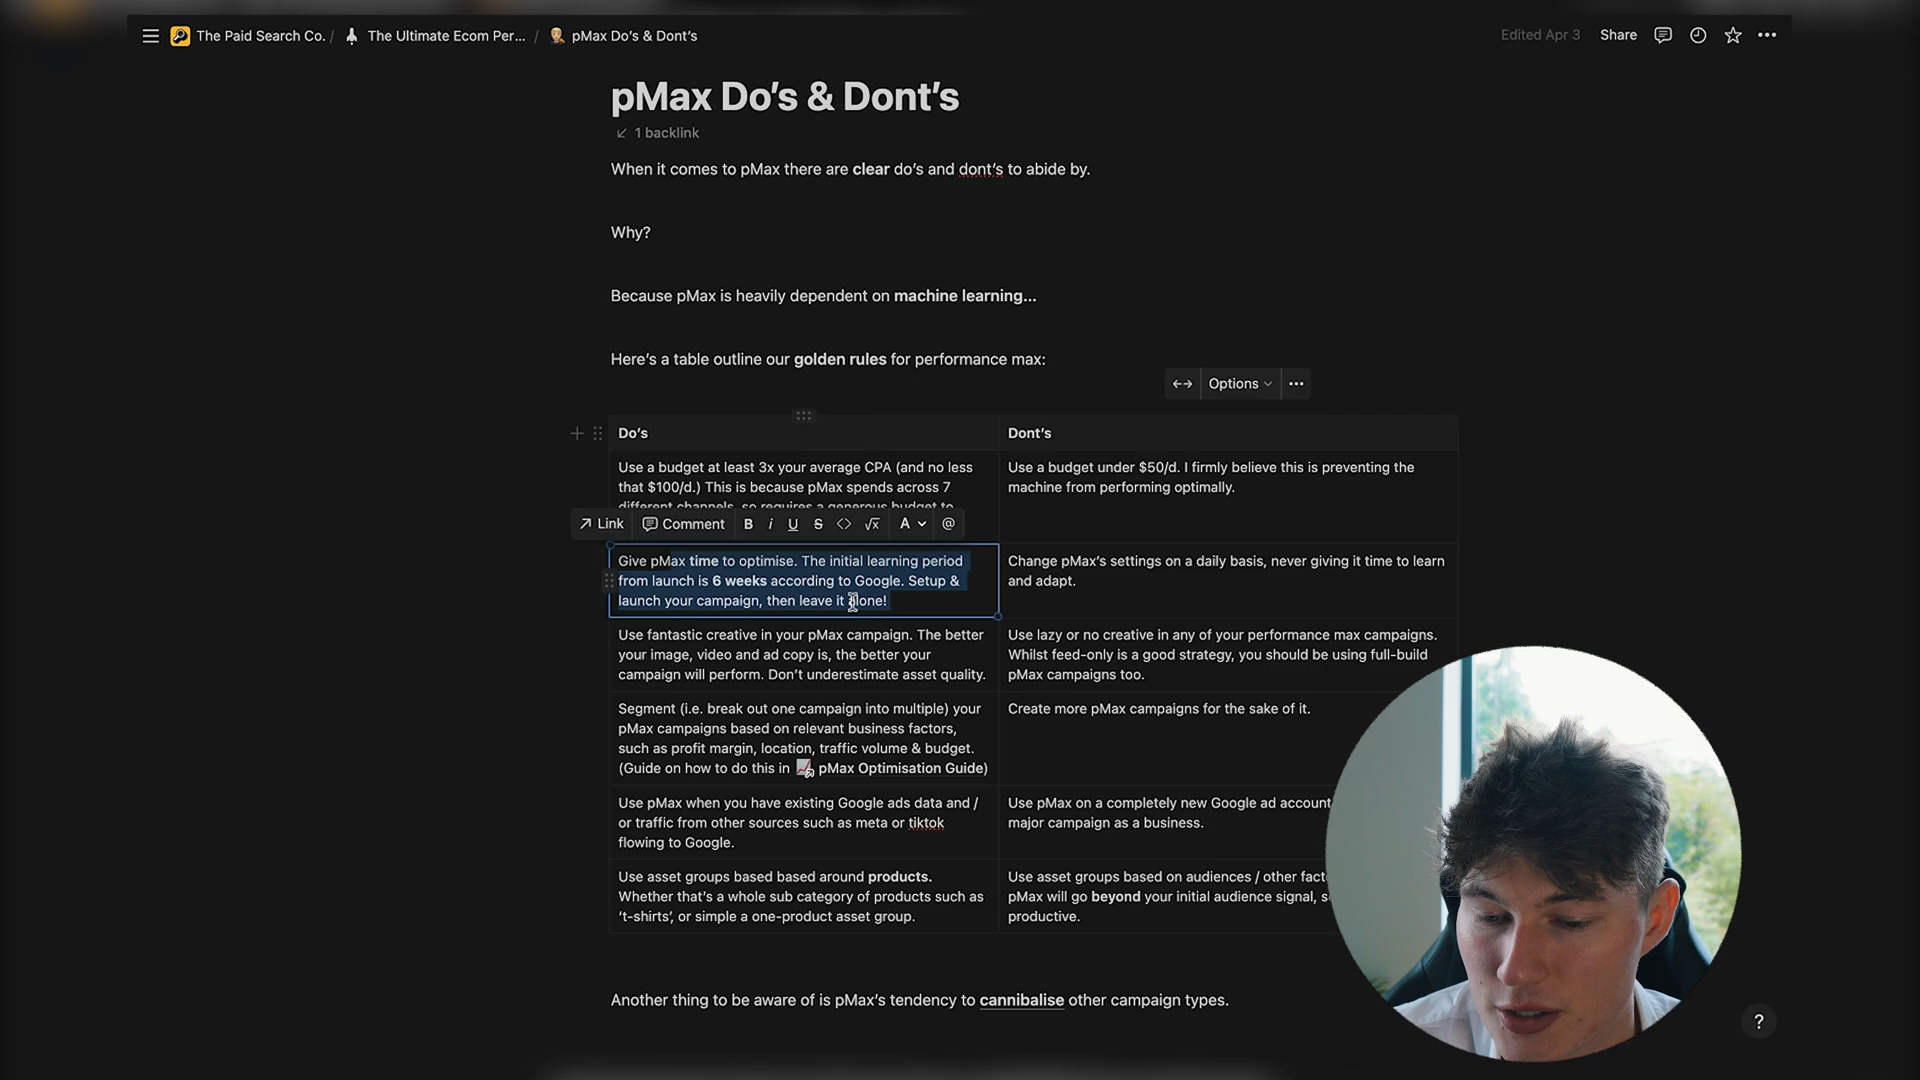 The Paid Search Co. / The Ultimate Ecom Per... / pMax Do's & Dont's
Edited Apr 3 Share
pMax Do's & Dont's
1 backlink
When it comes to pMax there are clear do's and dont's to abide by.
Why?
Because pMax is heavily dependent on machine learning...
Here's a table outline our golden rules for performance max:
Options
Do's
Dont's
Use a budget at least 3x your average CPA (and no less
that $100/d.) This is because pMax spends across 7
different channels, so requires a generous budget to
Use a budget under $50/d. I firmly believe this is preventing the
machine from performing optimally.
Link Comment B i U S <> √x A @
Give pMax time to optimise. The initial learning period
from launch is 6 weeks according to Google. Setup &
launch your campaign, then leave it alone!
Change pMax's settings on a daily basis, never giving it time to learn
and adapt.
Use fantastic creative in your pMax campaign. The better
your image, video and ad copy is, the better your
campaign will perform. Don't underestimate asset quality.
Use lazy or no creative in any of your performance max campaigns.
Whilst feed-only is a good strategy, you should be using full-build
pMax campaigns too.
Segment (i.e. break out one campaign into multiple) your
pMax campaigns based on relevant business factors,
such as profit margin, location, traffic volume & budget.
(Guide on how to do this in pMax Optimisation Guide)
Create more pMax campaigns for the sake of it.
Use pMax when you have existing Google ads data and /
or traffic from other sources such as meta or tiktok
flowing to Google.
Use pMax on a completely new Google ad account
major campaign as a business.
Use asset groups based based around products.
Whether that's a whole sub category of products such as
't-shirts', or simple a one-product asset group.
Use asset groups based on audiences / other
pMax will go beyond your initial audience signal,
productive.
Another thing to be aware of is pMax's tendency to cannibalise other campaign types.
?